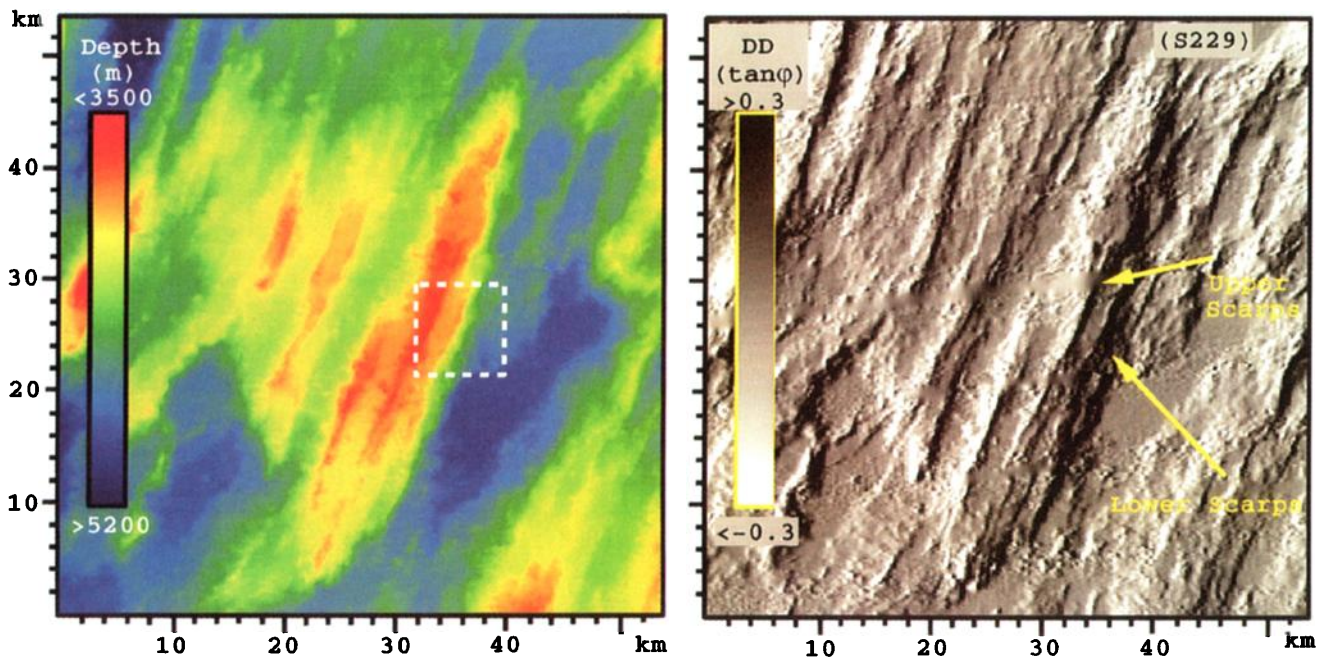 km
Depth
(m)
<3500
>5200
40
30
20
10
10 20 30 40 km
DD
(tanφ)
>0.3
<-0.3
(S229)
Upper
Scarps
Lower Scarps
10 20 30 40 km